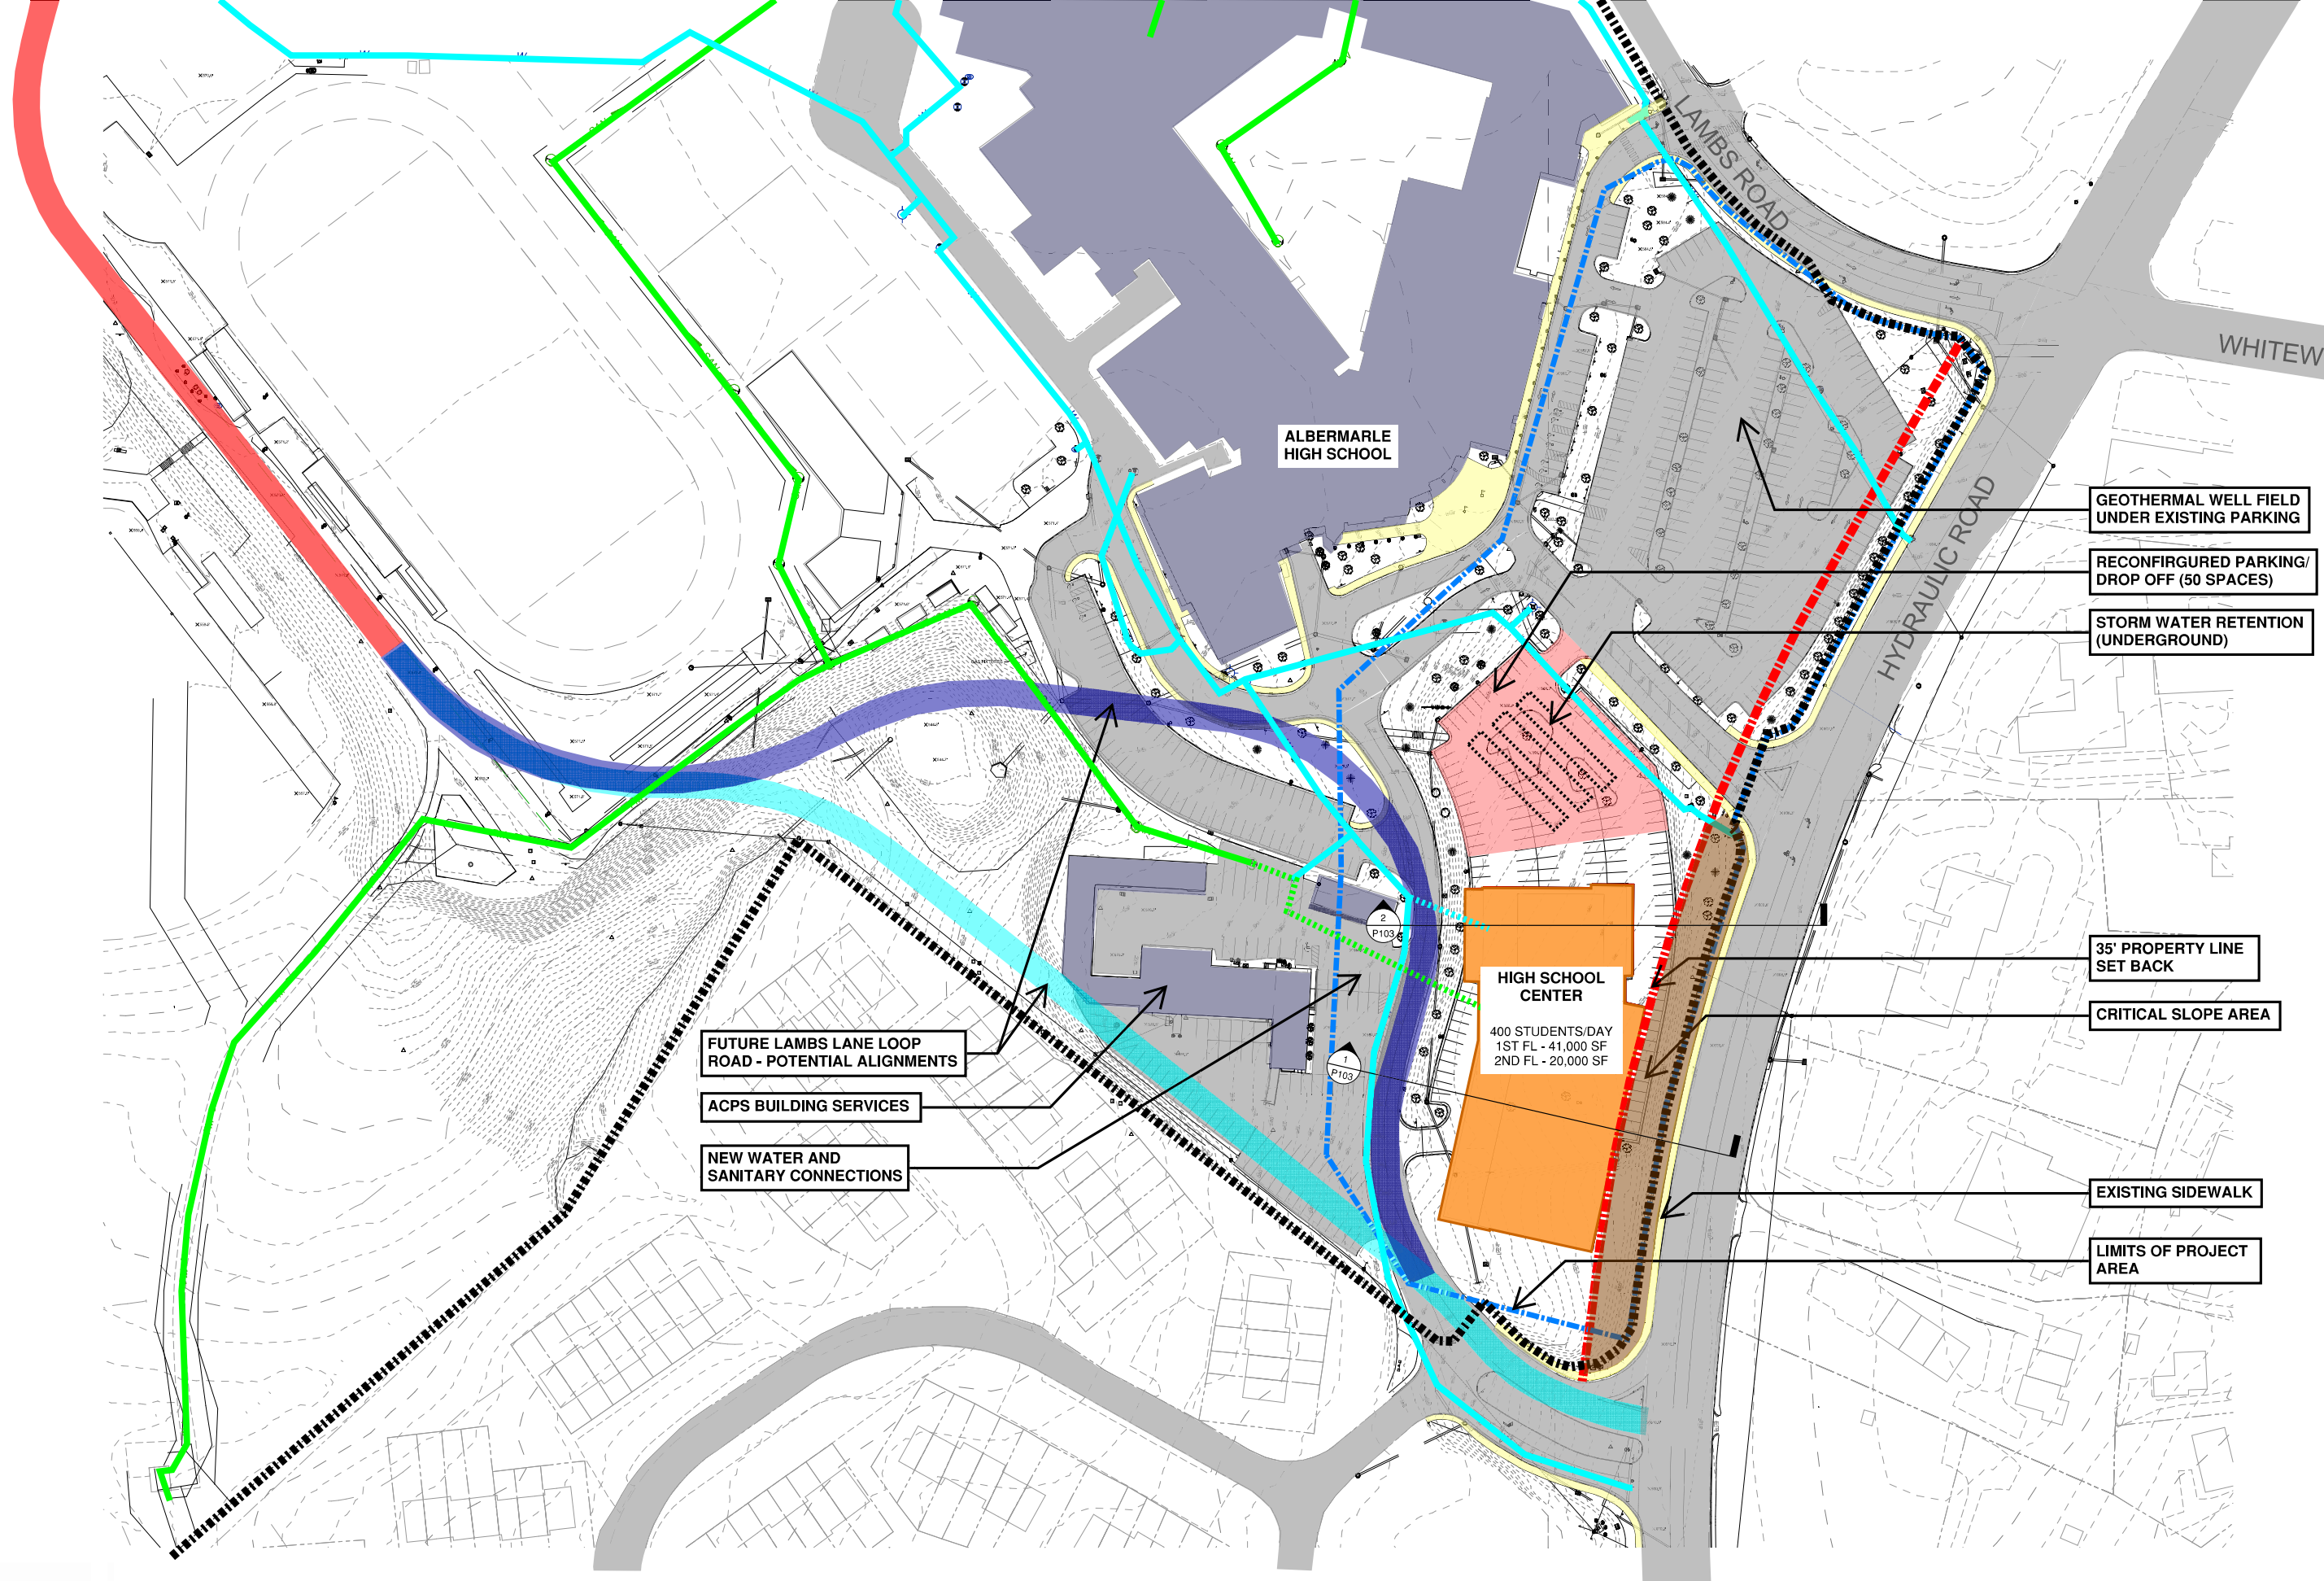 LAMBS ROAD
WHITEW
HYDRAULIC ROAD
ALBERMARLE
HIGH SCHOOL
GEOTHERMAL WELL FIELD
UNDER EXISTING PARKING
RECONFIRGURED PARKING/
DROP OFF (50 SPACES)
STORM WATER RETENTION
(UNDERGROUND)
2
P103
35' PROPERTY LINE
SET BACK
HIGH SCHOOL
CENTER
400 STUDENTS/DAY
1ST FL - 41,000 SF
2ND FL - 20,000 SF
CRITICAL SLOPE AREA
FUTURE LAMBS LANE LOOP
ROAD - POTENTIAL ALIGNMENTS
1
P103
ACPS BUILDING SERVICES
NEW WATER AND
SANITARY CONNECTIONS
EXISTING SIDEWALK
LIMITS OF PROJECT
AREA